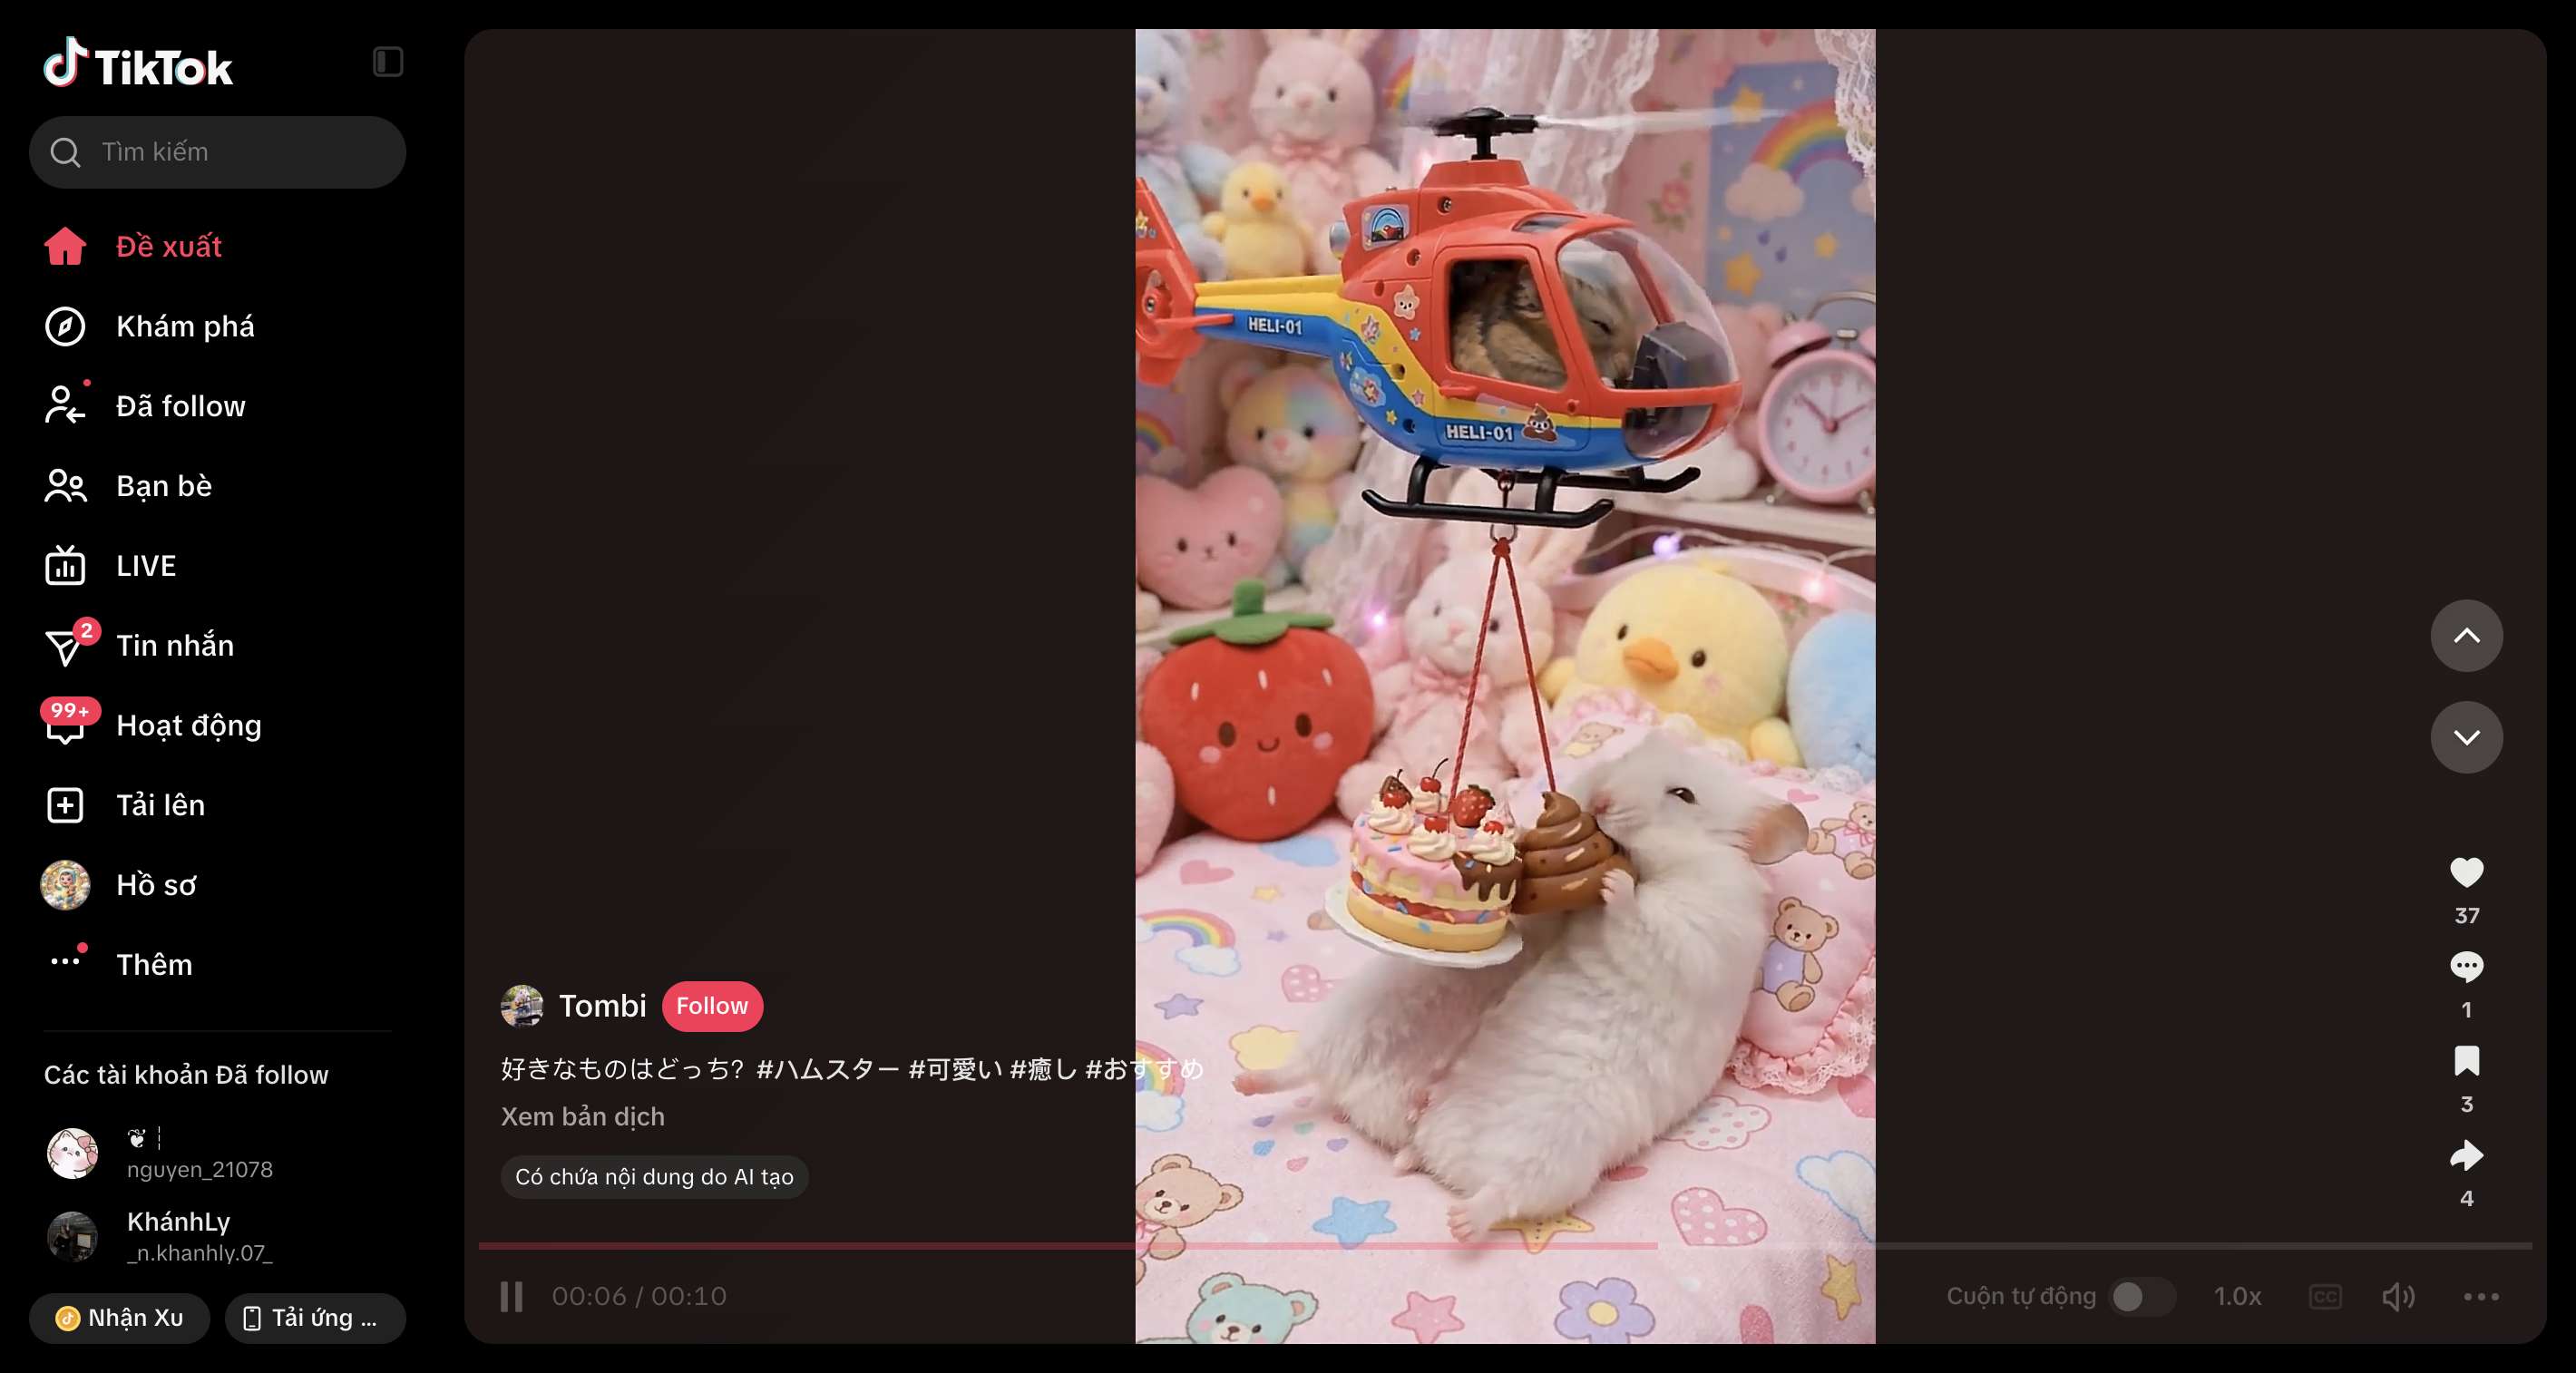 TikTok
Tìm kiếm
Đề xuất
Khám phá
Đã follow
Bạn bè
LIVE
2
Tin nhắn
99+
Hoạt động
Tải lên
Hồ sơ
Thêm
Các tài khoản Đã follow
nguyen_21078
KhánhLy
_n.khanhly.07_
Nhận Xu
Tải ứng ...
HELI-01
HELI-01
Tombi
Follow
好きなものはどっち? #ハムスター #可愛い #癒し #おすすめ
Xem bản dịch
Có chứa nội dung do AI tạo
00:06 / 00:10
37
1
3
4
Cuộn tự động
1.0x
CC